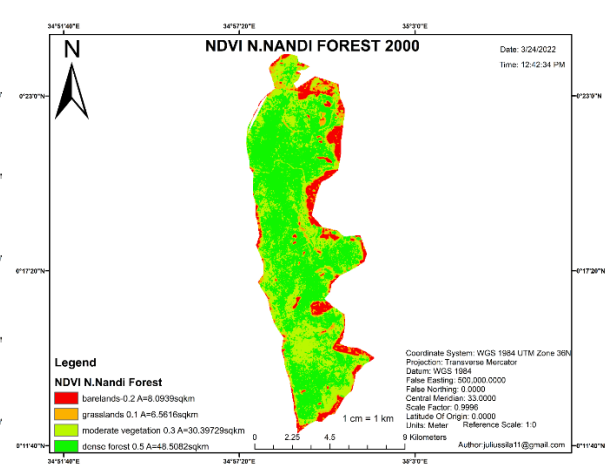 34°51'40"E 34°57'20"E 35°3'0"E
N
NDVI N.NANDI FOREST 2000
Date: 3/24/2022
Time: 12:42:34 PM
0°23'0"N 0°23'0"N
0°17'20"N 0°17'20"N
Legend
NDVI N.Nandi Forest
barelands-0.2 A=8.0939sqkm
grasslands 0.1 A=6.5616sqkm
moderate vegetation 0.3 A=30.39729sqkm
dense forest 0.5 A=48.5082sqkm
1 cm = 1 km
0 2.25 4.5 9 Kilometers
Coordinate System: WGS 1984 UTM Zone 36N
Projection: Transverse Mercator
Datum: WGS 1984
False Easting: 500,000.0000
False Northing: 0.0000
Central Meridian: 33.0000
Scale Factor: 0.9996
Latitude Of Origin: 0.0000
Units: Meter Reference Scale: 1:0
Author:juliussila11@gmail.com
0°11'40"N 0°11'40"N
34°51'40"E 34°57'20"E 35°3'0"E